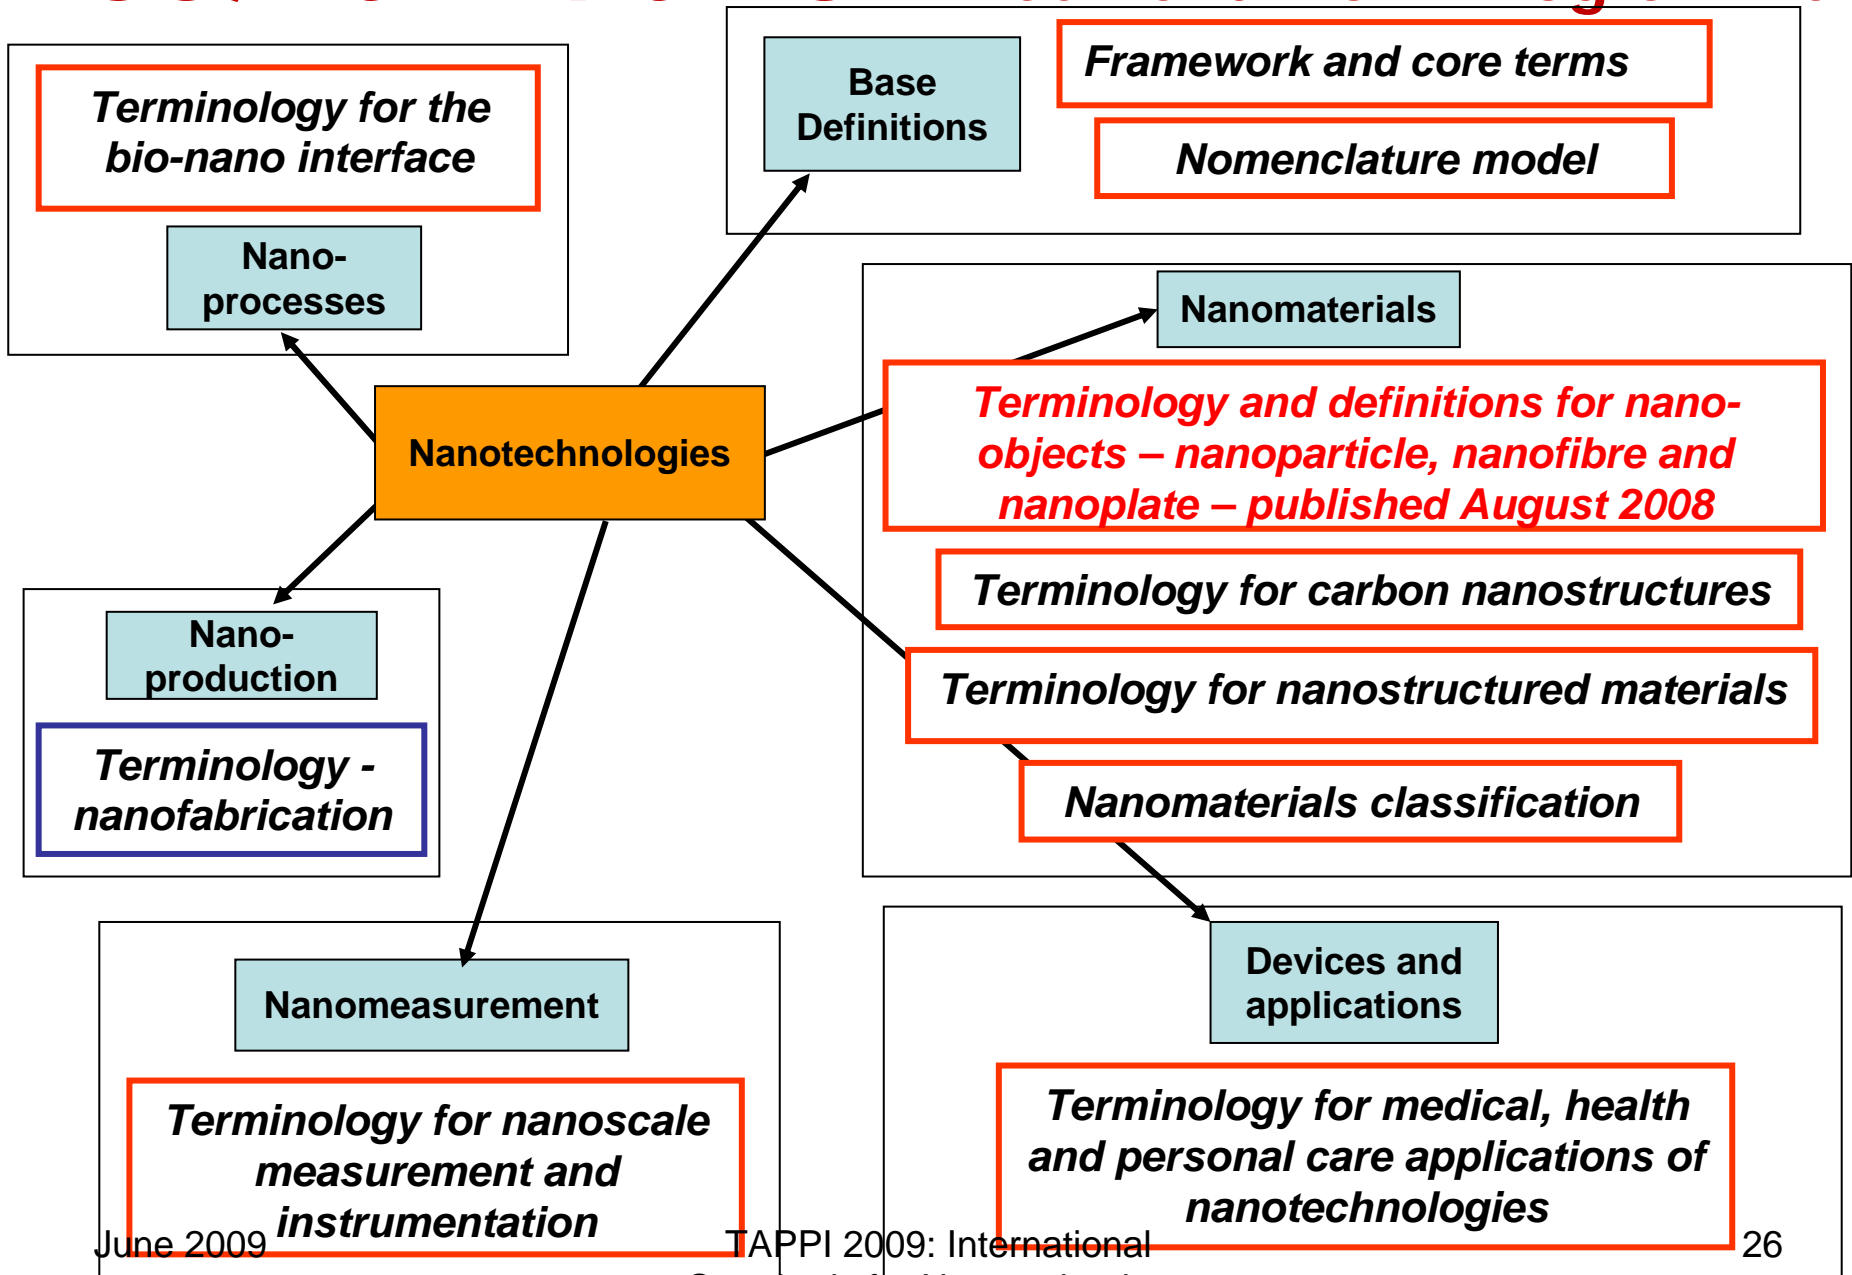 Terminology for the
bio-nano interface
Nano-
processes
Base
Definitions
Framework and core terms
Nomenclature model
Nanomaterials
Terminology and definitions for nano-
objects – nanoparticle, nanofibre and
nanoplate – published August 2008
Terminology for carbon nanostructures
Terminology for nanostructured materials
Nanomaterials classification
Nanotechnologies
Nano-
production
Terminology -
nanofabrication
Nanomeasurement
Terminology for nanoscale
measurement and
instrumentation
Devices and
applications
Terminology for medical, health
and personal care applications of
nanotechnologies
June 2009
TAPPI 2009: International
26